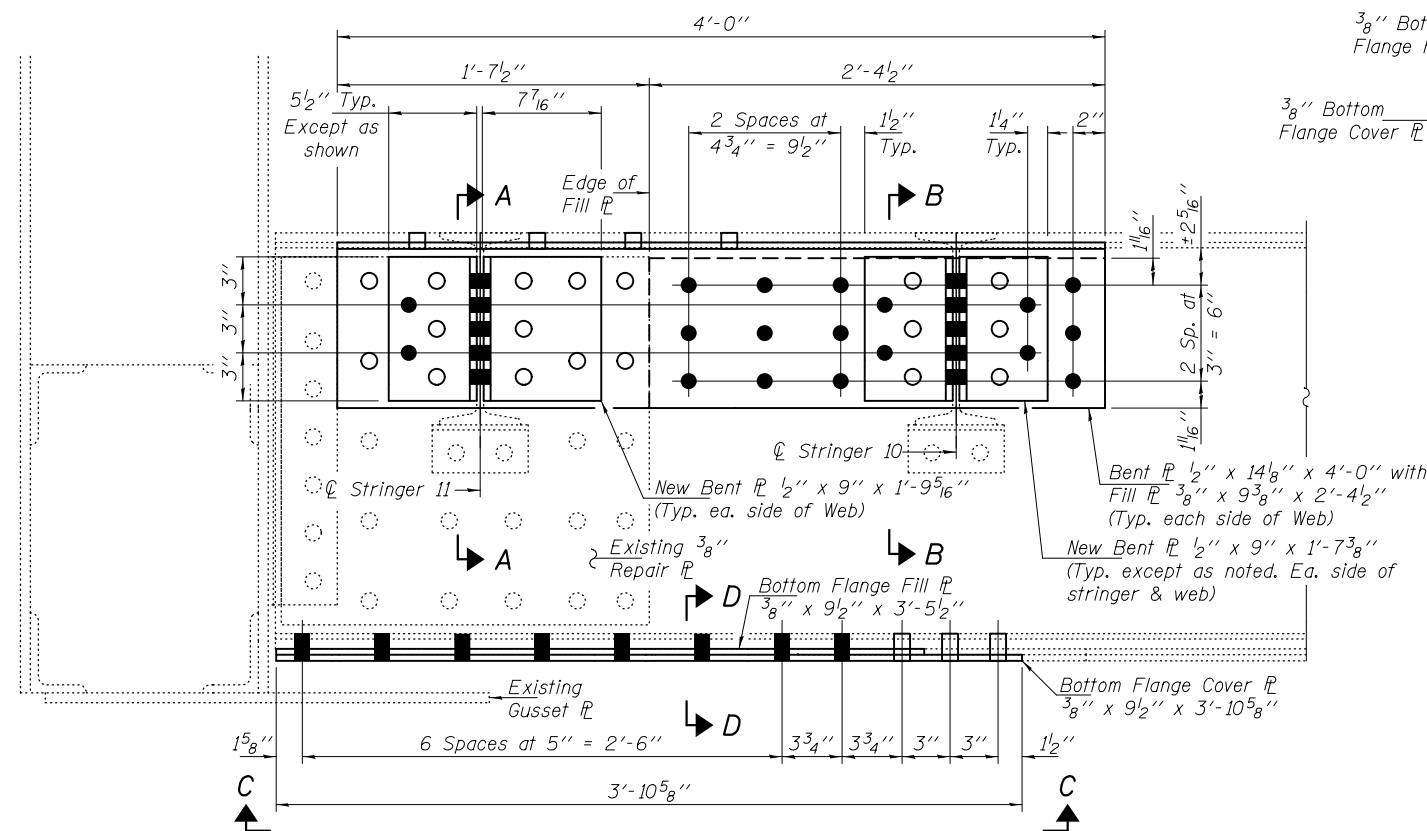 4'-0"
3/8" Bot
Flange
1'-7 1/2"
2'-4 1/2"
5 1/2" Typ.
Except as
shown
7 7/16"
2 Spaces at
4 3/4" = 9 1/2"
1 1/2"
Typ.
1 1/4"
Typ.
2"
3/8" Bottom
Flange Cover ℙL
A
Edge of
Fill ℙL
B
1 11/16"
±2 5/16"
3"
3"
3"
2 Sp. at
3" = 6"
1 11/16"
℄ Stringer 10
℄ Stringer 11
New Bent ℙL 1/2" x 9" x 1'-9 5/16"
(Typ. ea. side of Web)
Bent ℙL 1/2" x 14 1/8" x 4'-0" with
Fill ℙL 3/8" x 9 3/8" x 2'-4 1/2"
(Typ. each side of Web)
A
Existing 3/8"
Repair ℙL
B
New Bent ℙL 1/2" x 9" x 1'-7 3/8"
(Typ. except as noted. Ea. side of
stringer & web)
D
Bottom Flange Fill ℙL
3/8" x 9 1/2" x 3'-5 1/2"
Existing
Gusset ℙL
D
Bottom Flange Cover ℙL
3/8" x 9 1/2" x 3'-10 5/8"
1 5/8"
6 Spaces at 5" = 2'-6"
3 3/4"
3 3/4"
3"
3"
1 1/2"
C
3'-10 5/8"
C